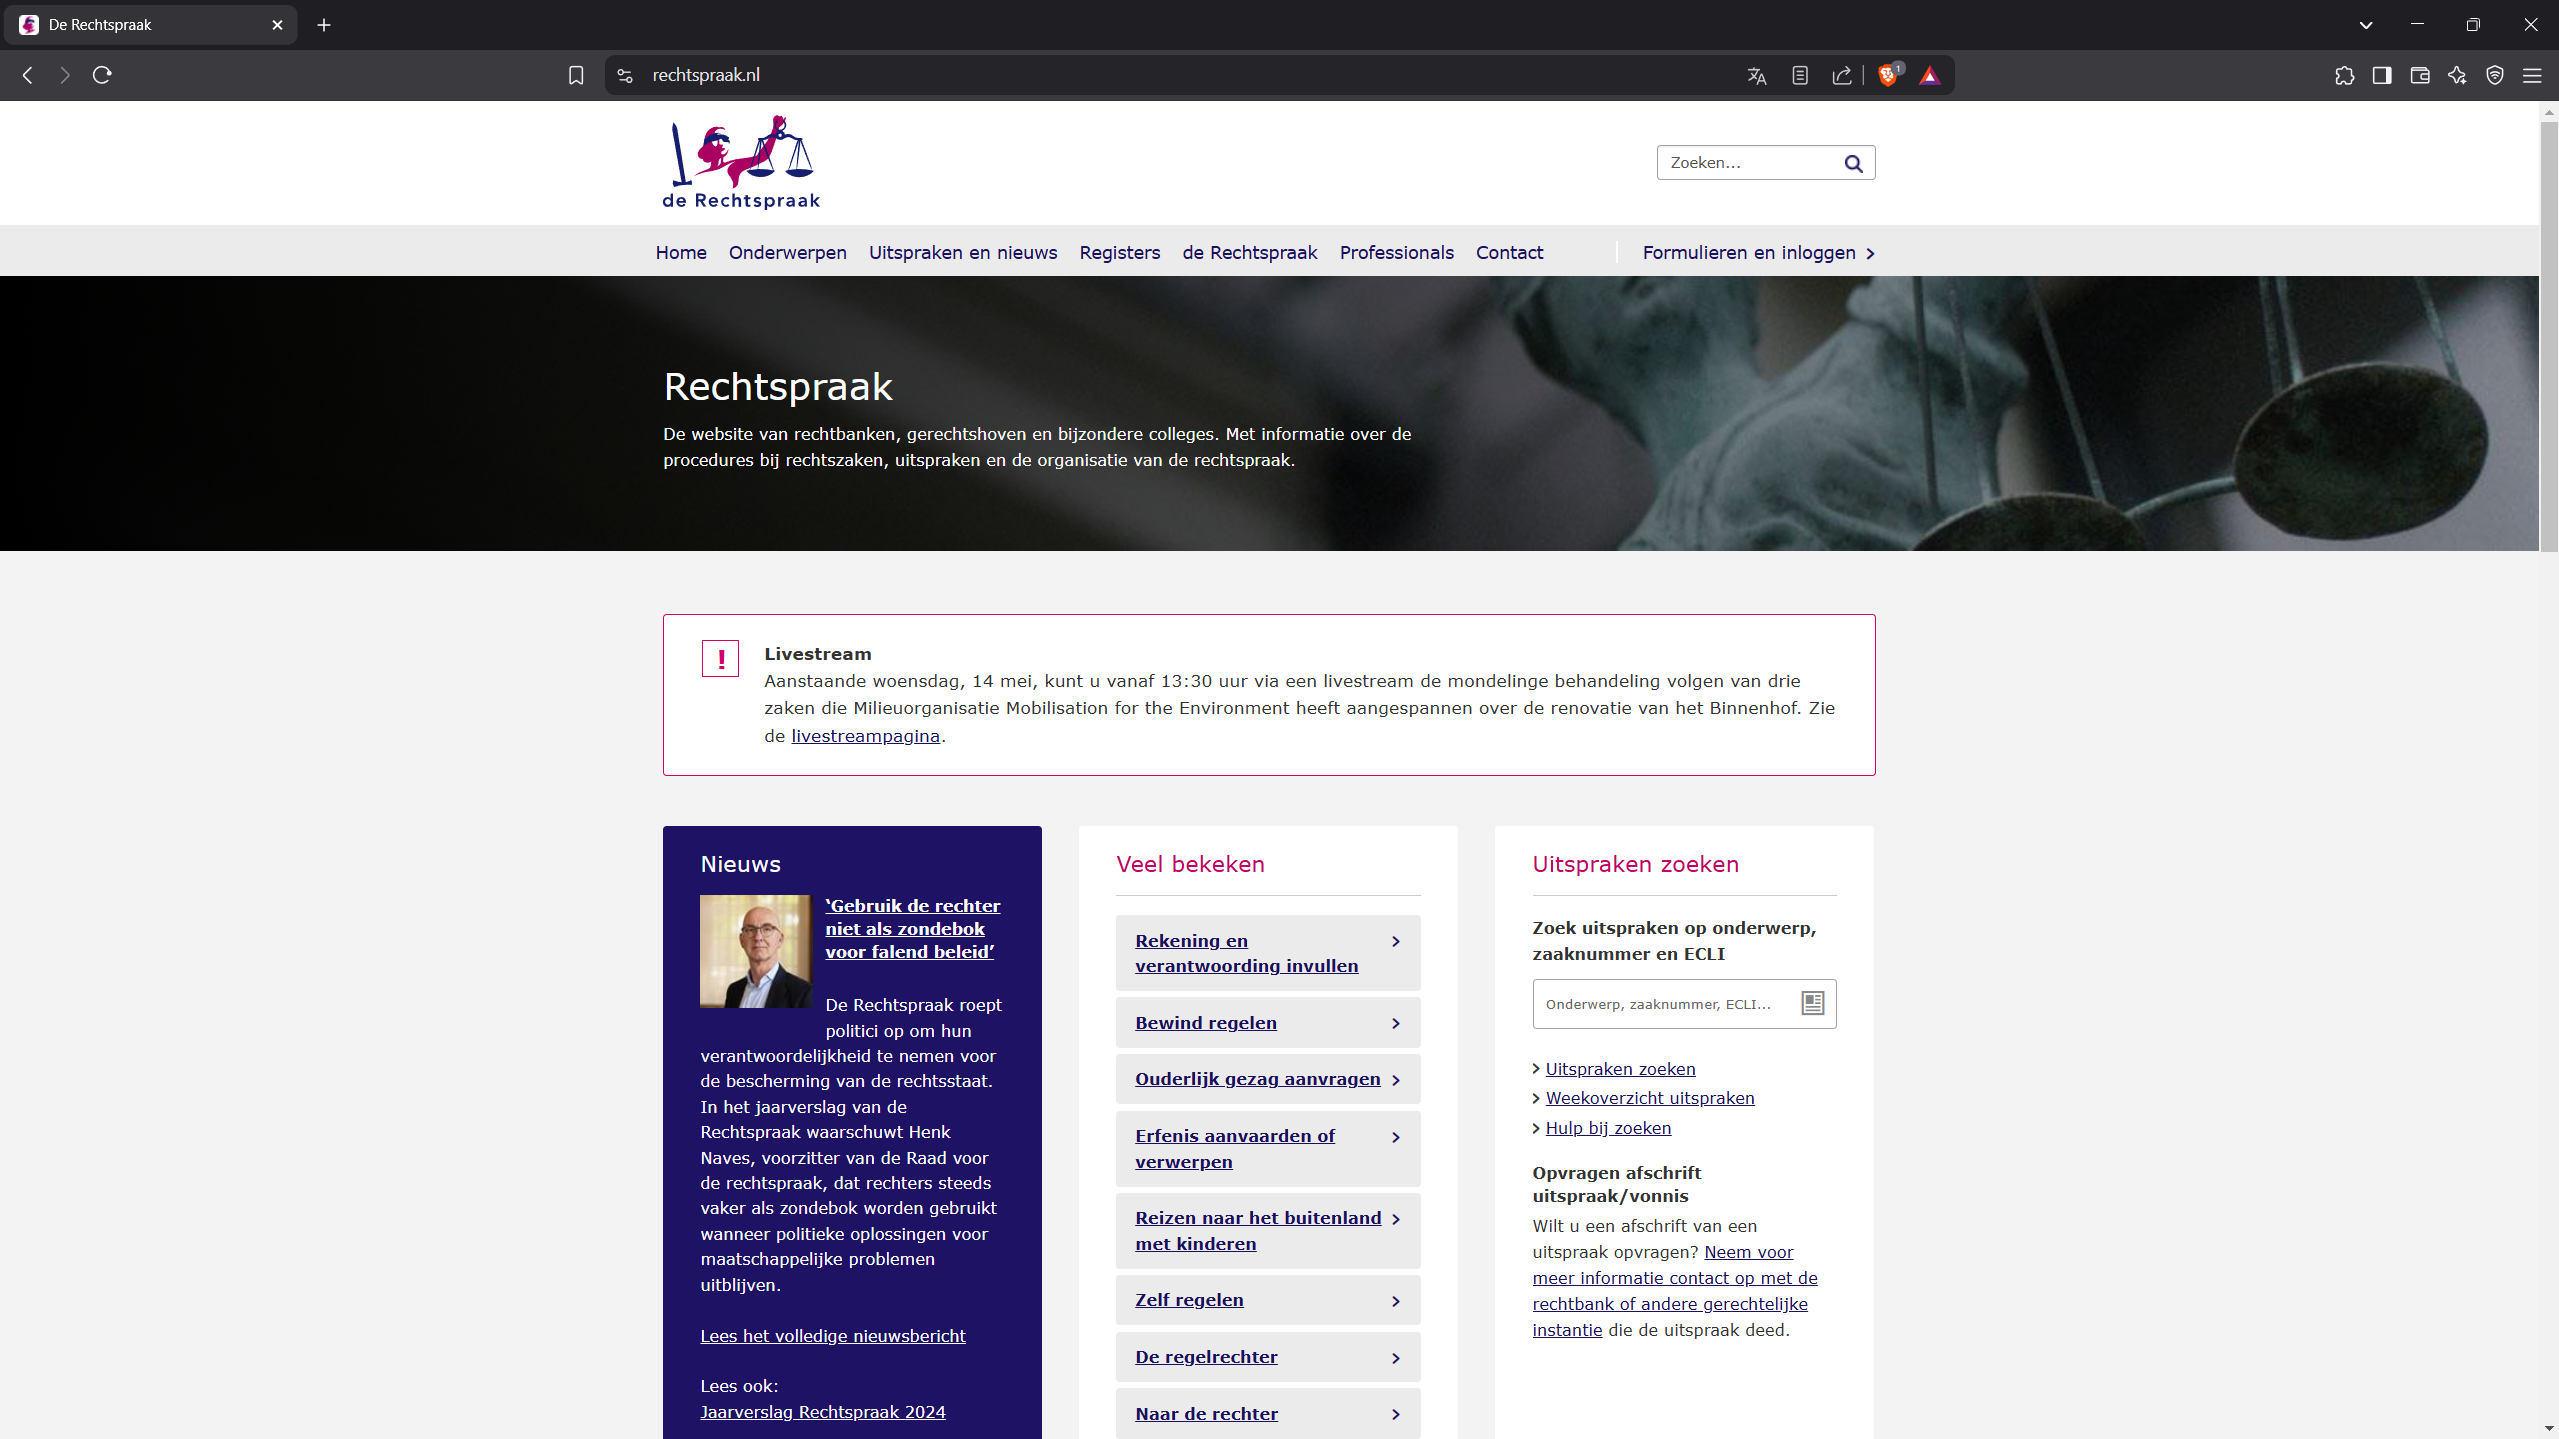 De Rechtspraak
rechtspraak.nl
1
de Rechtspraak
Zoeken...
Home Onderwerpen Uitspraken en nieuws Registers de Rechtspraak Professionals Contact Formulieren en inloggen
Rechtspraak
De website van rechtbanken, gerechtshoven en bijzondere colleges. Met informatie over de
procedures bij rechtszaken, uitspraken en de organisatie van de rechtspraak.
!
Livestream
Aanstaande woensdag, 14 mei, kunt u vanaf 13:30 uur via een livestream de mondelinge behandeling volgen van drie
zaken die Milieuorganisatie Mobilisation for the Environment heeft aangespannen over de renovatie van het Binnenhof. Zie
de livestreampagina.
Nieuws
‘Gebruik de rechter
niet als zondebok
voor falend beleid’
De Rechtspraak roept
politici op om hun
verantwoordelijkheid te nemen voor
de bescherming van de rechtsstaat.
In het jaarverslag van de
Rechtspraak waarschuwt Henk
Naves, voorzitter van de Raad voor
de rechtspraak, dat rechters steeds
vaker als zondebok worden gebruikt
wanneer politieke oplossingen voor
maatschappelijke problemen
uitblijven.
Lees het volledige nieuwsbericht
Lees ook:
Jaarverslag Rechtspraak 2024
Veel bekeken
Rekening en
verantwoording invullen
Bewind regelen
Ouderlijk gezag aanvragen
Erfenis aanvaarden of
verwerpen
Reizen naar het buitenland
met kinderen
Zelf regelen
De regelrechter
Naar de rechter
Uitspraken zoeken
Zoek uitspraken op onderwerp,
zaaknummer en ECLI
Onderwerp, zaaknummer, ECLI...
Uitspraken zoeken
Weekoverzicht uitspraken
Hulp bij zoeken
Opvragen afschrift
uitspraak/vonnis
Wilt u een afschrift van een
uitspraak opvragen? Neem voor
meer informatie contact op met de
rechtbank of andere gerechtelijke
instantie die de uitspraak deed.